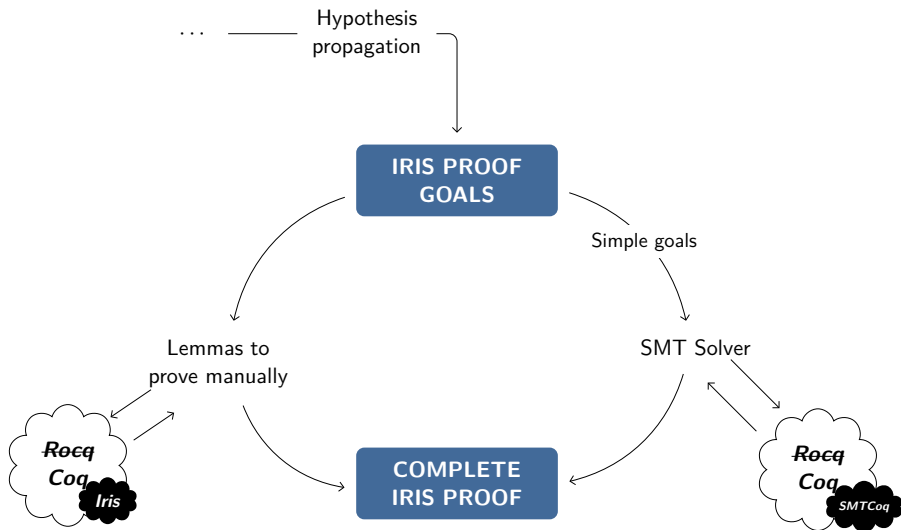 ...
Hypothesis
propagation
IRIS PROOF
GOALS
Simple goals
Lemmas to
prove manually
SMT Solver
Rocq
Coq
Iris
COMPLETE
IRIS PROOF
Rocq
Coq
SMTCoq